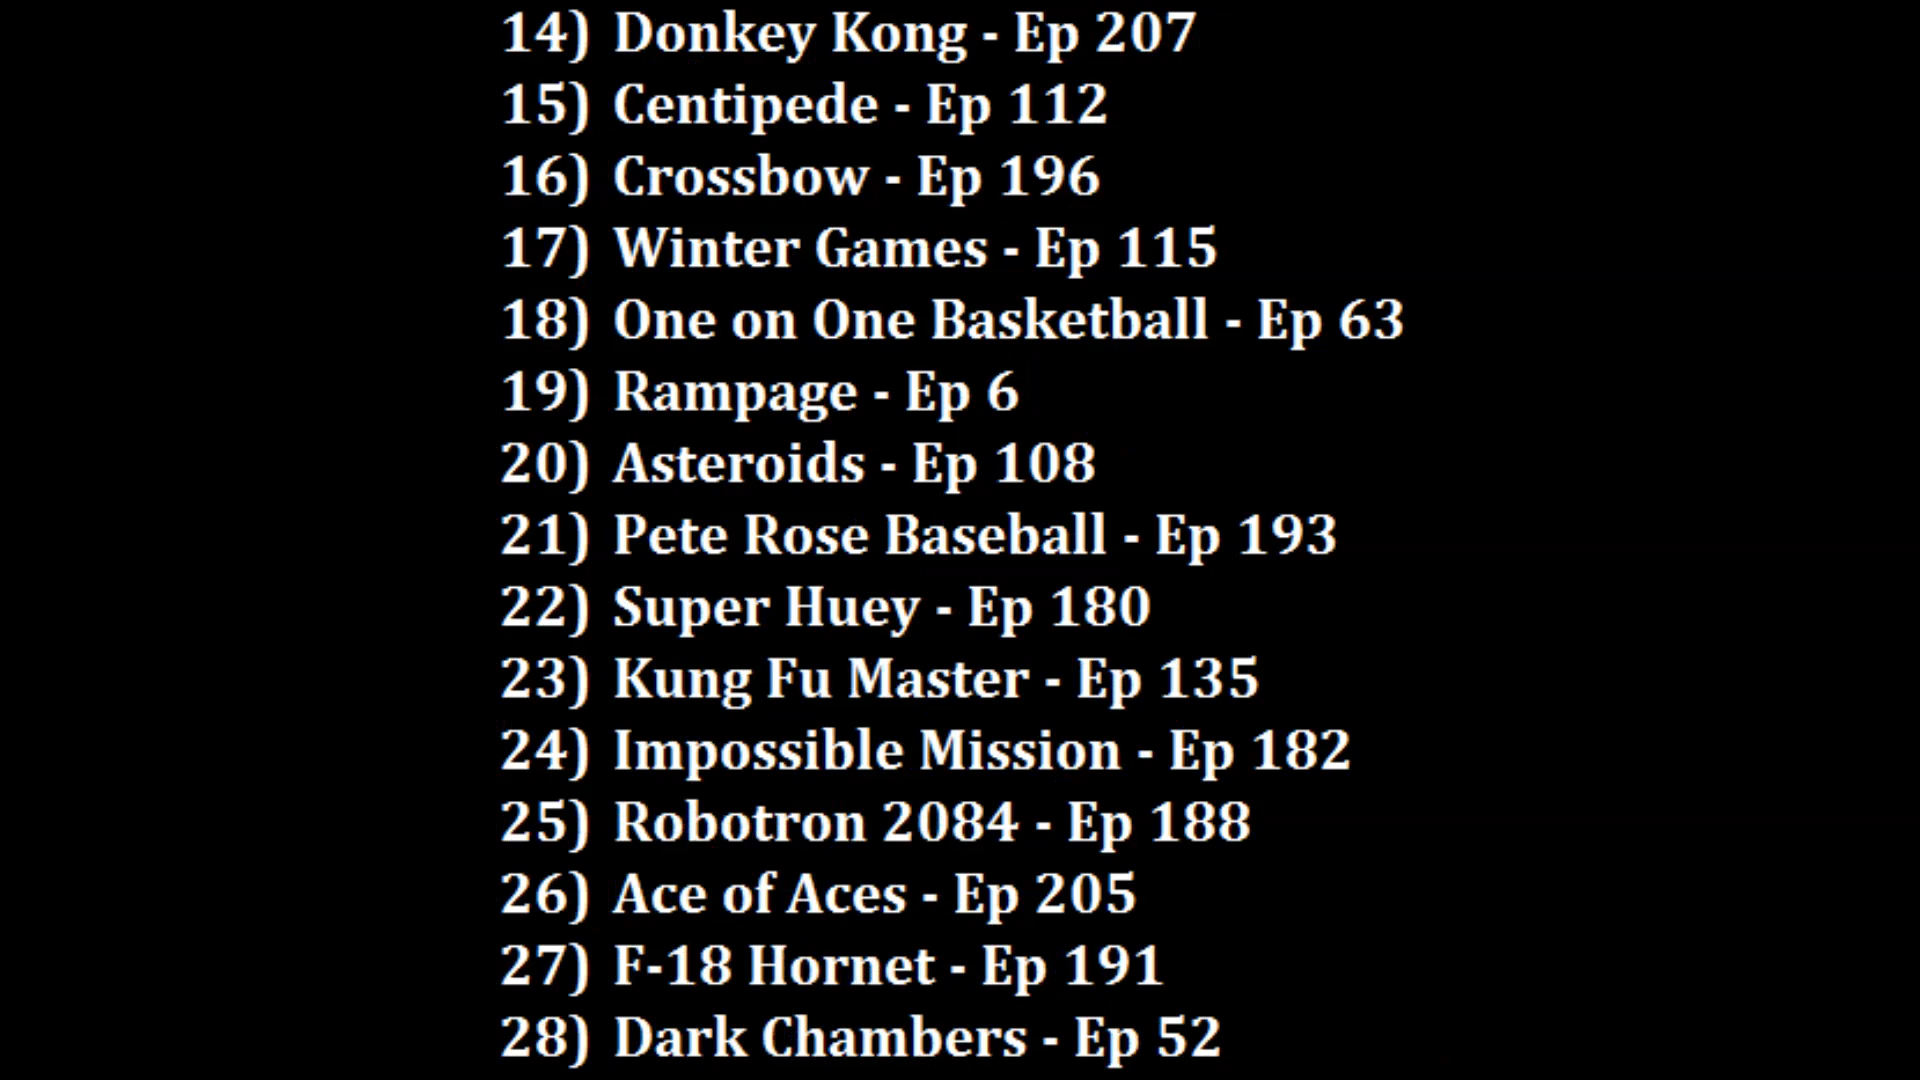 14) Donkey Kong - Ep 207
15) Centipede - Ep 112
16) Crossbow - Ep 196
17) Winter Games - Ep 115
18) One on One Basketball - Ep 63
19) Rampage - Ep 6
20) Asteroids - Ep 108
21) Pete Rose Baseball - Ep 193
22) Super Huey - Ep 180
23) Kung Fu Master - Ep 135
24) Impossible Mission - Ep 182
25) Robotron 2084 - Ep 188
26) Ace of Aces - Ep 205
27) F-18 Hornet - Ep 191
28) Dark Chambers - Ep 52